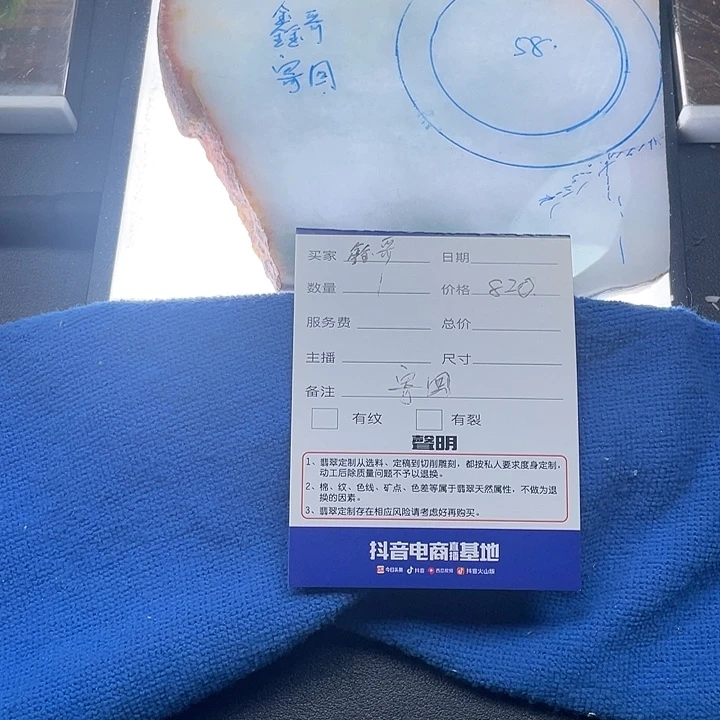 鑫哥
寄回
58.
买家 鑫哥 日期
数量 1 价格 820.
服务费 总价
主播 尺寸
备注 寄回
有纹 有裂
聲明
1、翡翠定制从选料、定稿到切削雕刻，都按私人要求度身定制，
动工后除质量问题不予以退换。
2、棉、纹、色线、矿点、色差等属于翡翠天然属性，不做为退
换的因素。
3、翡翠定制存在相应风险请考虑好再购买。
抖音电商直播基地
今日头条 抖音 西瓜视频 抖音火山版